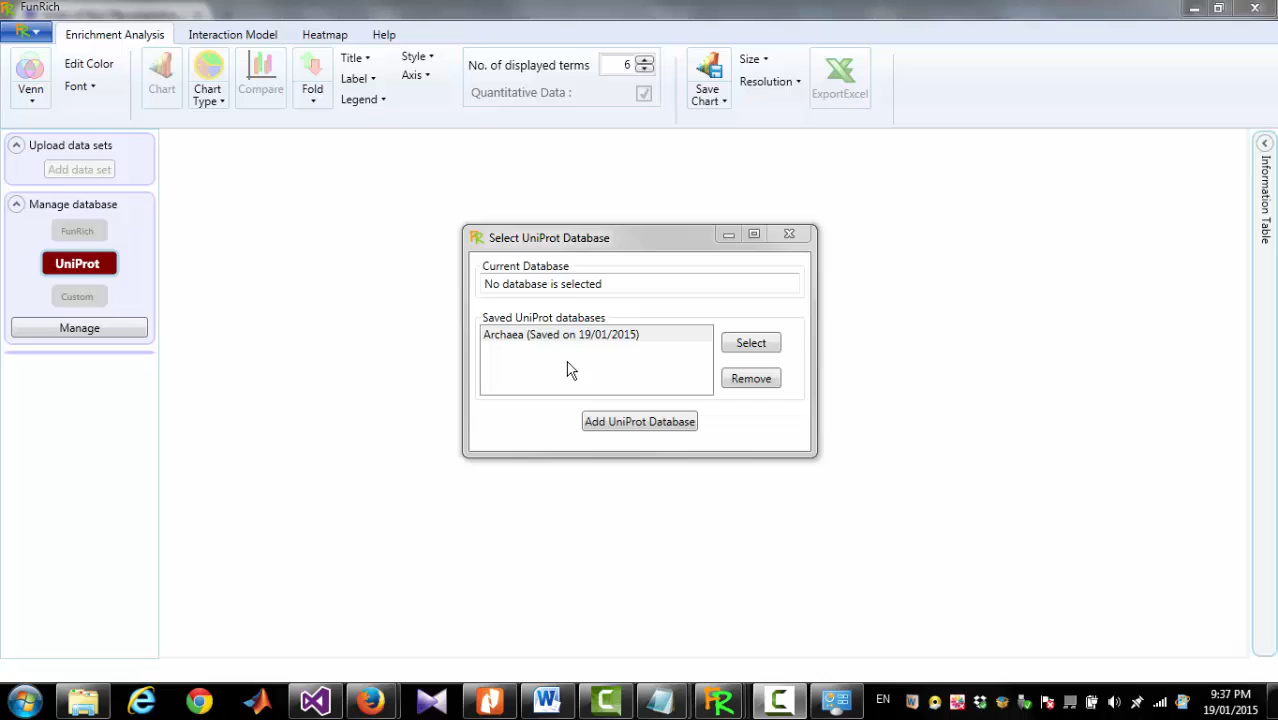 FunRich
Enrichment Analysis
Interaction Model
Heatmap
Help
Venn
Edit Color
Font
Chart
Chart
Type
Compare
Fold
Title
Label
Legend
Style
Axis
No. of displayed terms
6
Quantitative Data :
Save
Chart
Size
Resolution
ExportExcel
Upload data sets
Add data set
Manage database
FunRich
UniProt
Custom
Manage
Select UniProt Database
Current Database
No database is selected
Saved UniProt databases
Archaea (Saved on 19/01/2015)
Select
Remove
Add UniProt Database
Information Table
EN
9:37 PM
19/01/2015